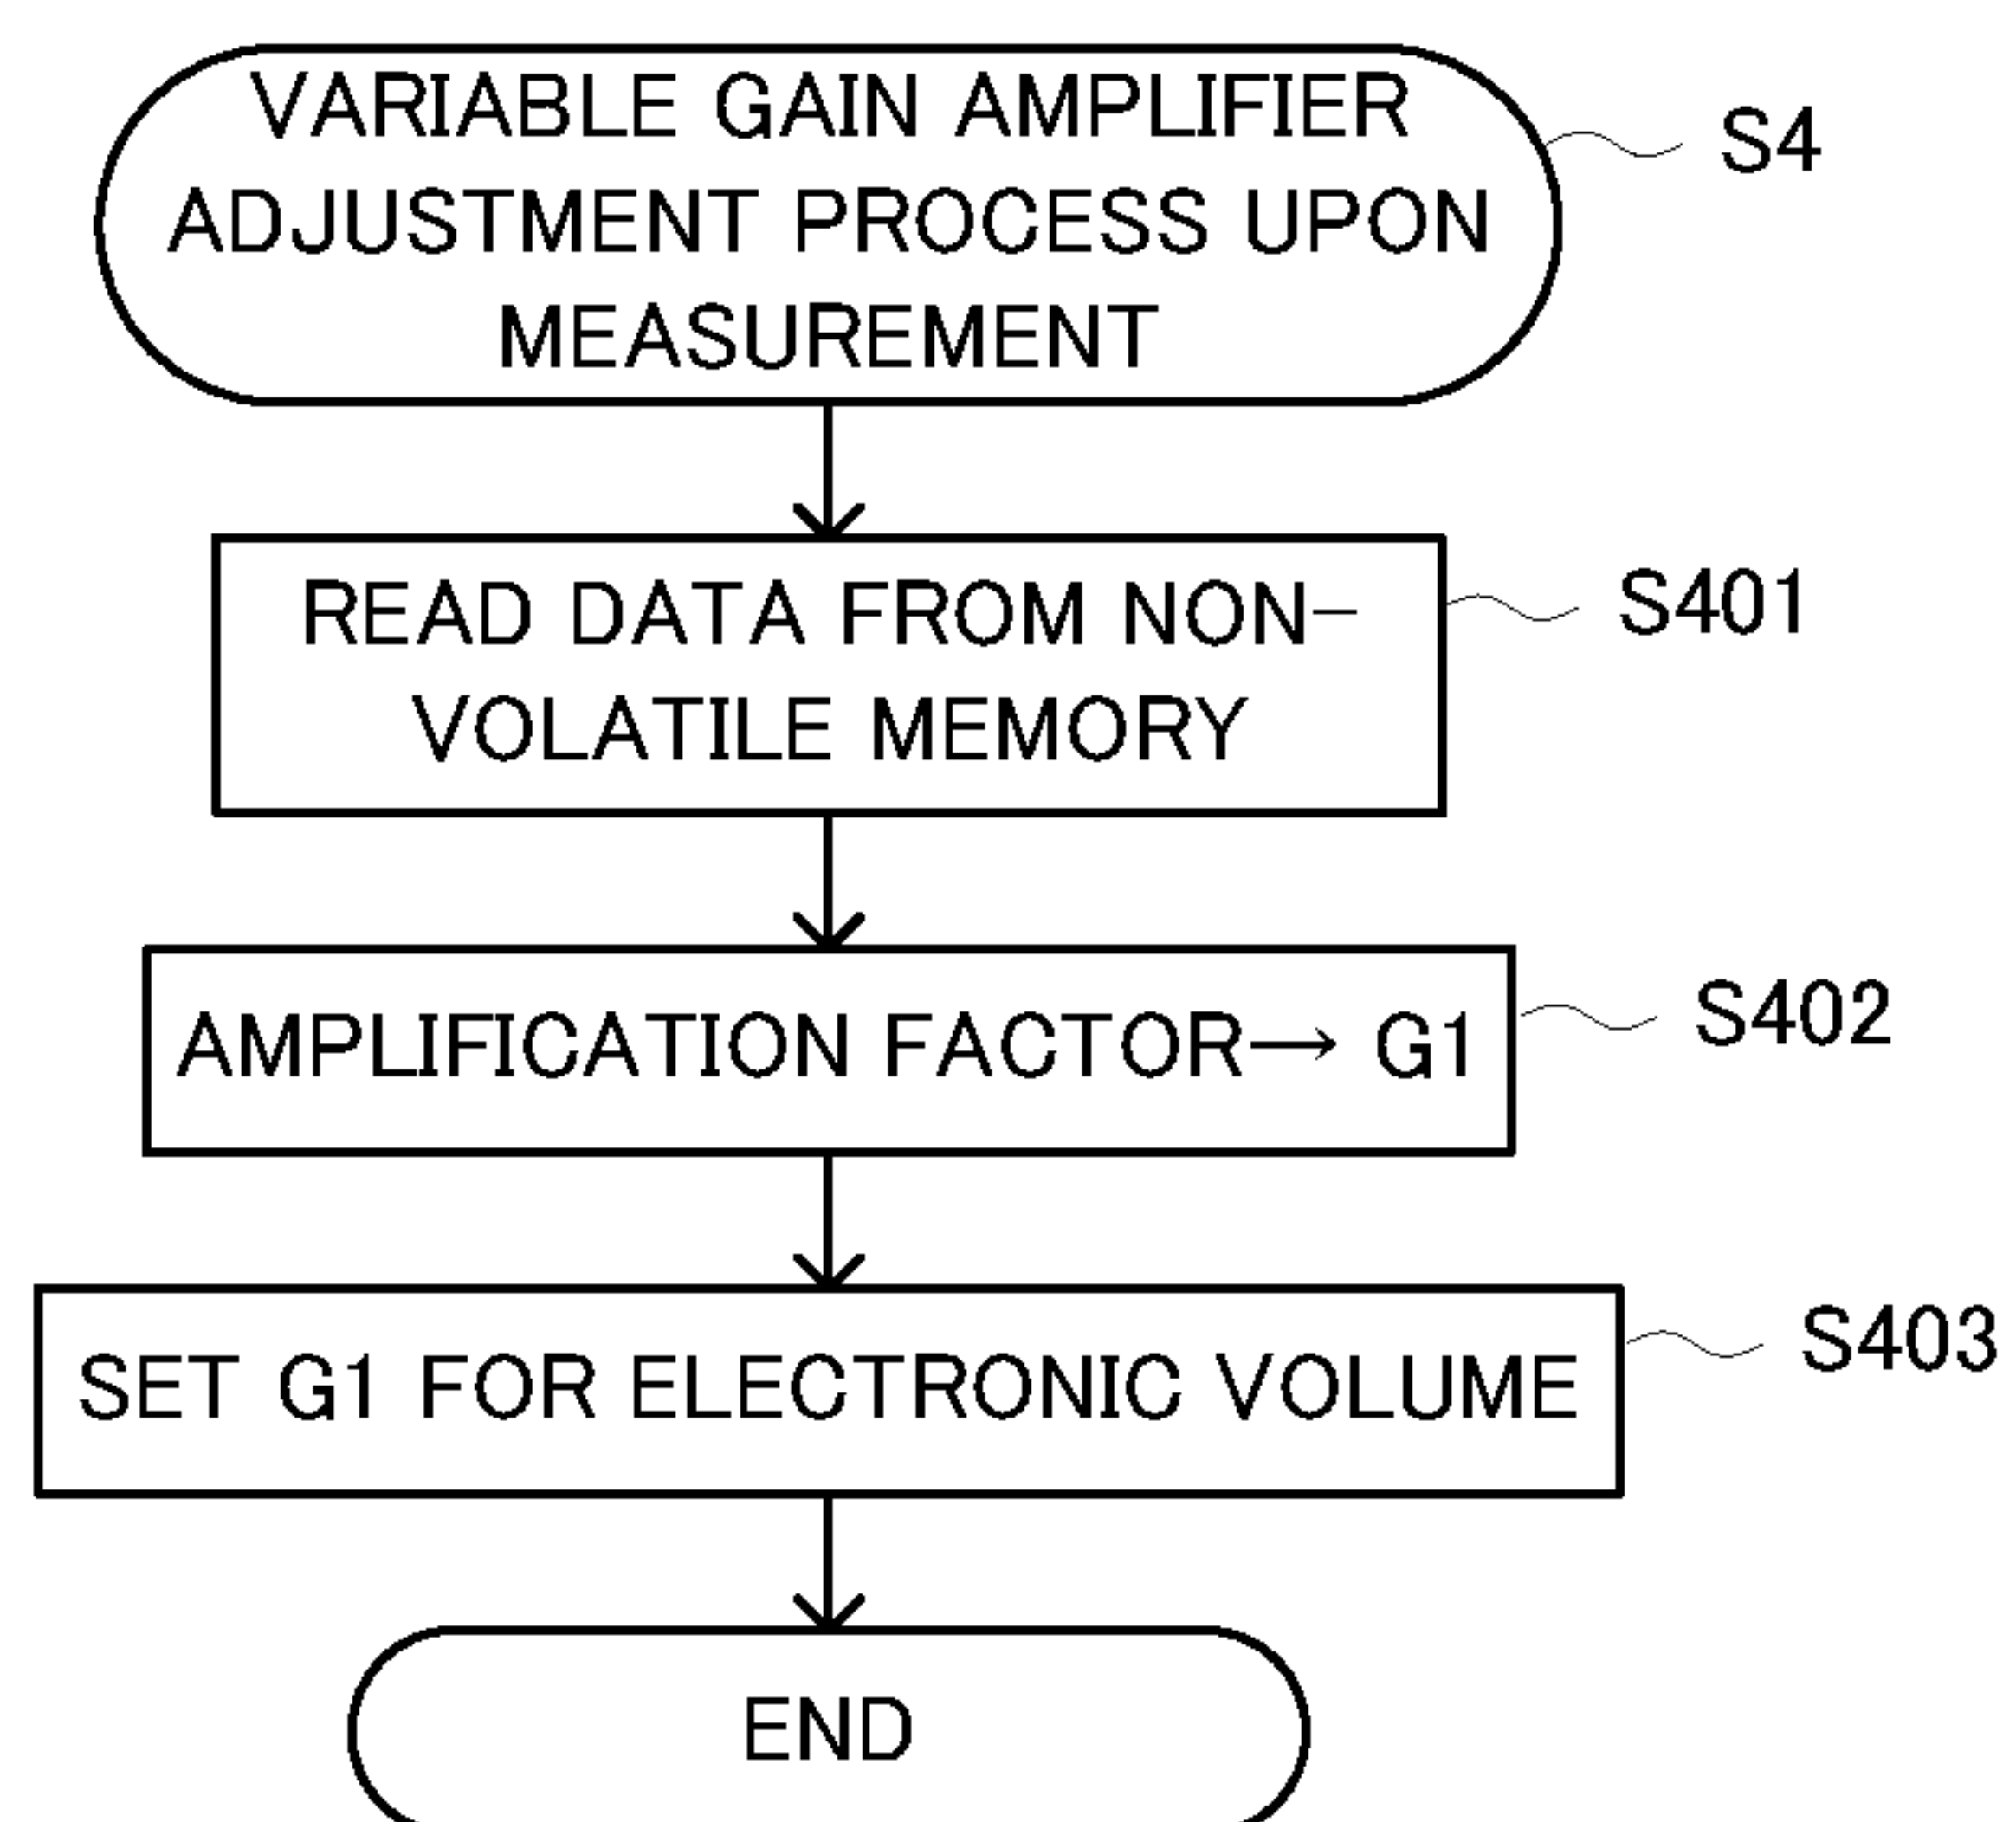 VARIABLE GAIN AMPLIFIER
ADJUSTMENT PROCESS UPON
MEASUREMENT
S4
READ DATA FROM NON-
VOLATILE MEMORY
S401
AMPLIFICATION FACTOR→ G1
S402
SET G1 FOR ELECTRONIC VOLUME
S403
END